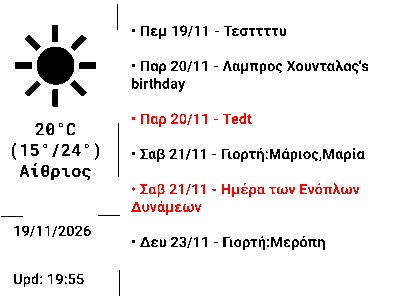 20°C
(15°/24°)
Αίθριος
19/11/2026
Upd: 19:55
· Πεμ 19/11 - Τεσττττυ
· Παρ 20/11 - Λαμπρος Χουνταλας's
birthday
· Παρ 20/11 - Tedt
· Σαβ 21/11 - Γιορτή:Μάριος,Μαρία
· Σαβ 21/11 - Ημέρα των Ενόπλων
Δυνάμεων
· Δευ 23/11 - Γιορτή:Μερόπη